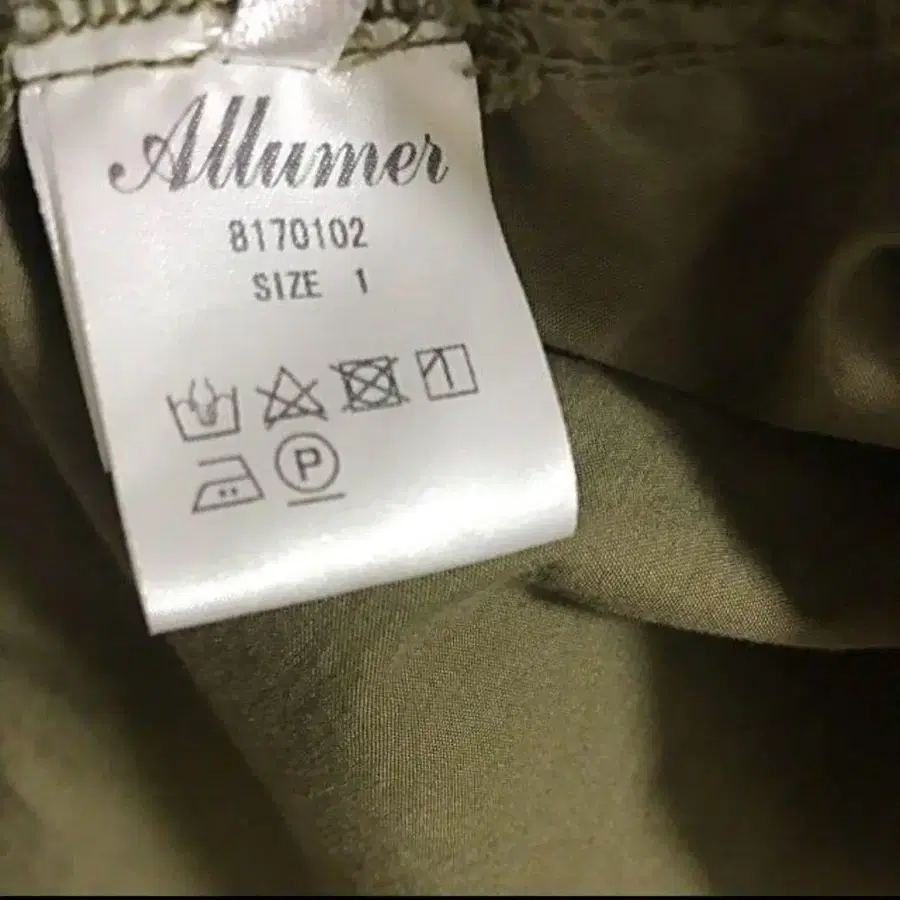 Allumer
8170102
SIZE 1
P